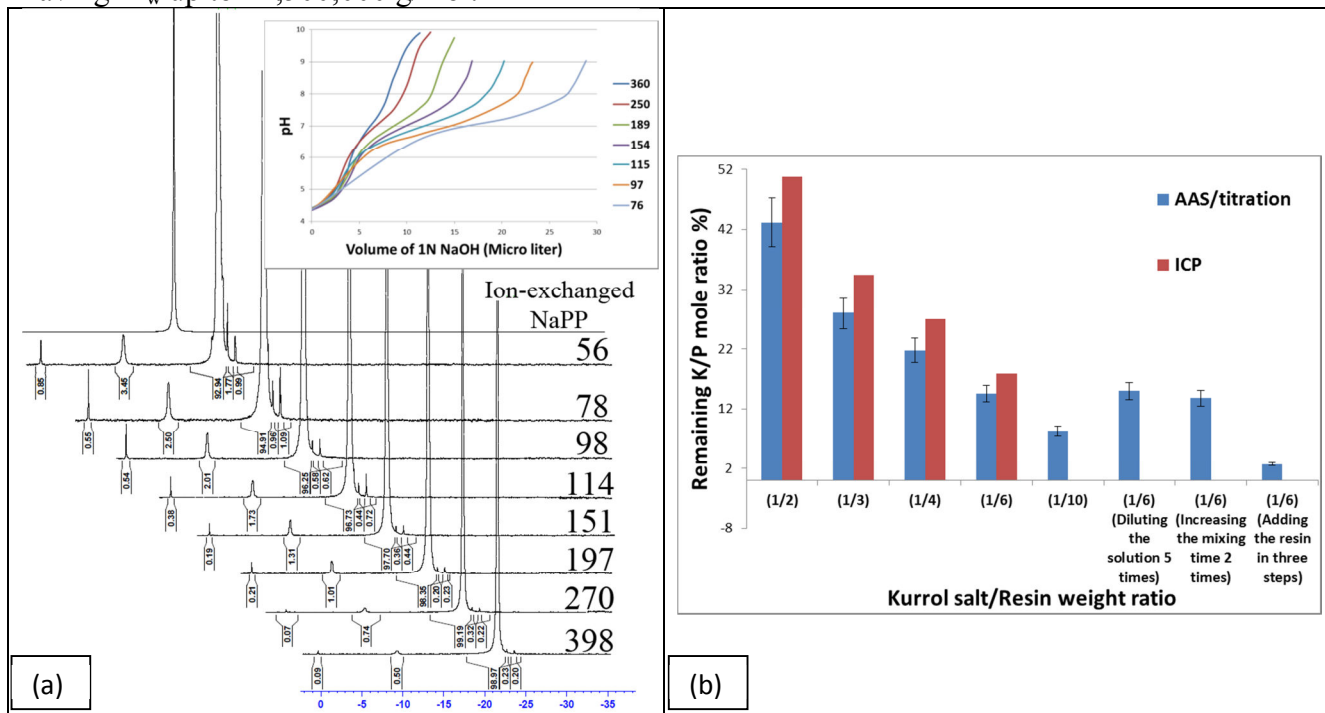 10
9
8
7
6
5
4
pH
360
250
189
154
115
97
76
0 5 10 15 20 25 30
Volume of 1N NaOH (Micro liter)
Ion-exchanged
NaPP
56
0.85 3.45 92.94 1.77 0.99
78
0.55 2.50 94.91 0.96 1.09
98
0.54 2.01 96.25 0.58 0.62
114
0.38 1.73 96.73 0.44 0.72
151
0.19 1.31 97.70 0.36 0.44
197
0.21 1.01 98.35 0.20 0.23
270
0.07 0.74 99.19 0.32 0.22
398
0.09 0.50 98.97 0.23 0.20
0 -5 -10 -15 -20 -25 -30 -35
(a)
52
42
32
22
12
2
-8
Remaining K/P mole ratio %)
AAS/titration
ICP
(1/2) (1/3) (1/4) (1/6) (1/10) (1/6) (1/6) (1/6)
(Diluting (Increasing (Adding
the the mixing the resin
solution 5 time 2 in three
times) times) steps)
Kurrol salt/Resin weight ratio
(b)